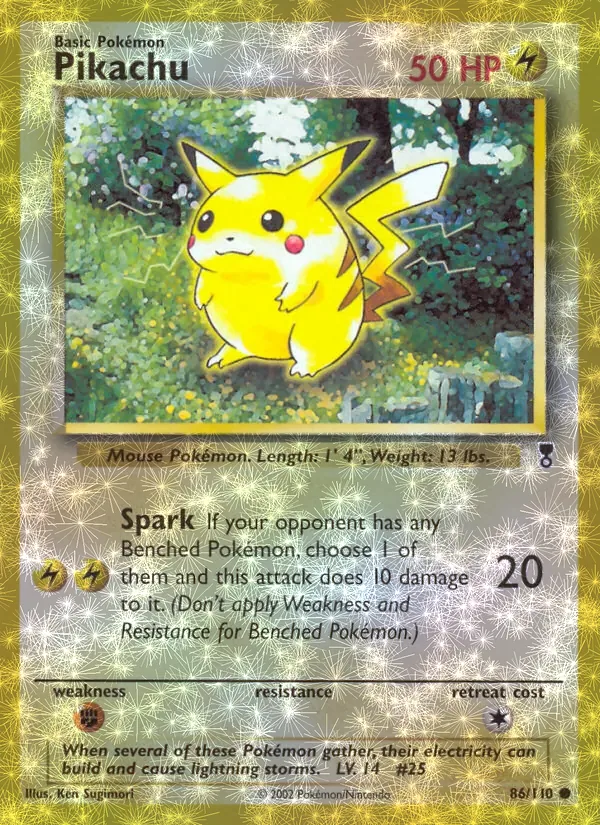 Basic Pokémon
Pikachu
50 HP
Mouse Pokémon. Length: 1' 4", Weight: 13 lbs.
Spark If your opponent has any
Benched Pokémon, choose 1 of
them and this attack does 10 damage
to it. (Don't apply Weakness and
Resistance for Benched Pokémon.)
20
weakness resistance retreat cost
When several of these Pokémon gather, their electricity can
build and cause lightning storms. LV. 14 #25
Illus. Ken Sugimori © 2002 Pokémon/Nintendo 86/110